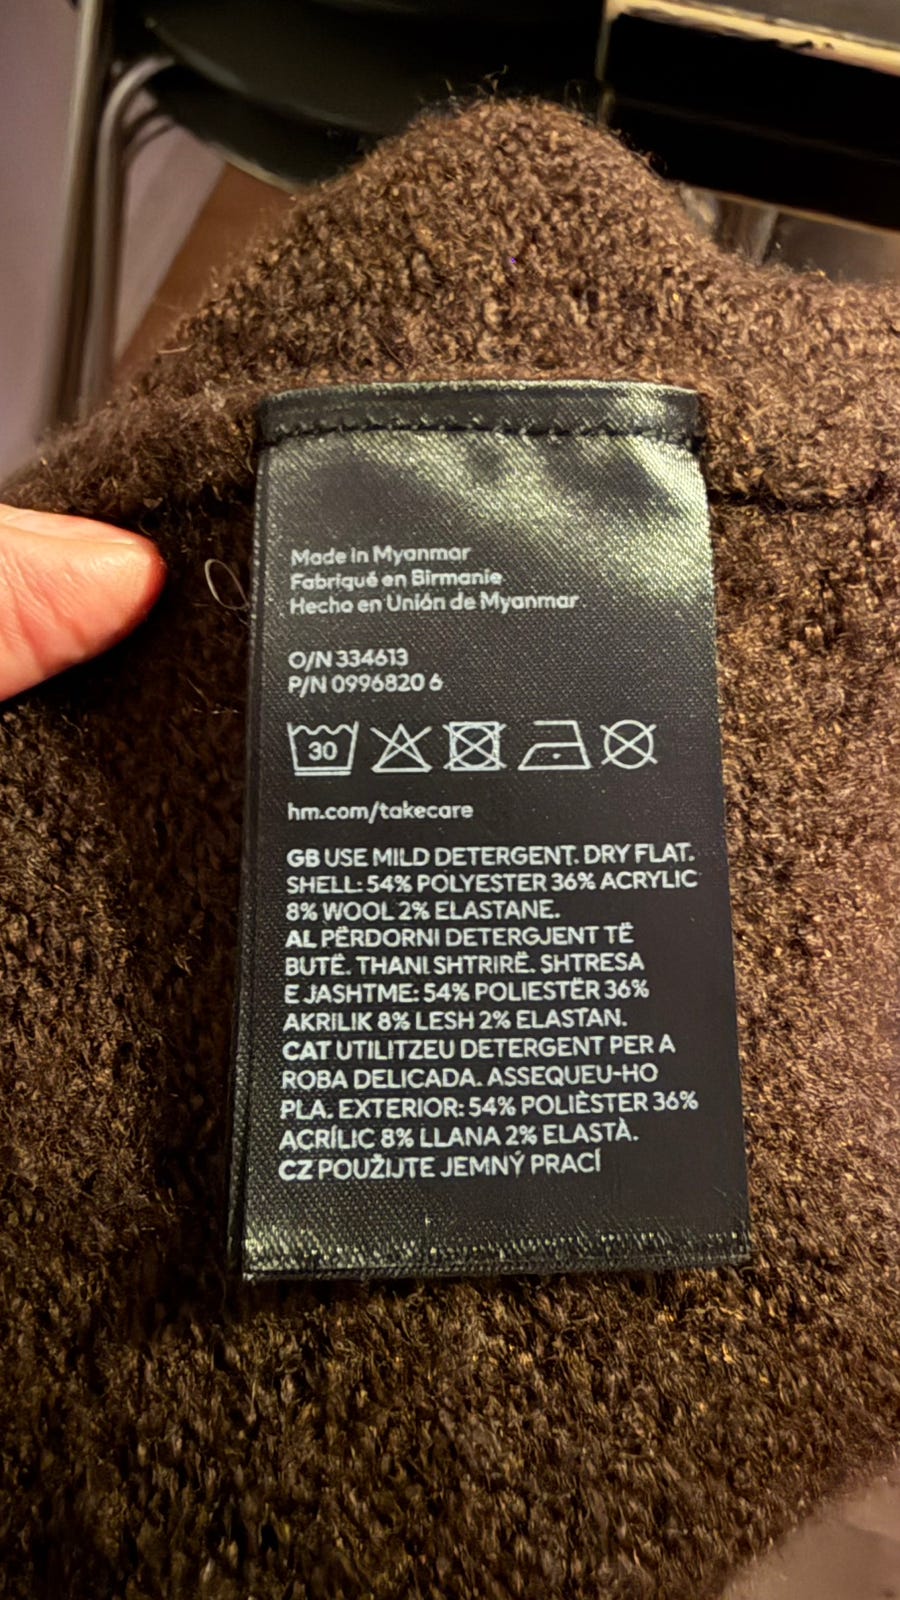 Made in Myanmar
Fabriqué en Birmanie
Hecho en Unión de Myanmar
O/N 334613
P/N 0996820 6
30
hm.com/takecare
GB USE MILD DETERGENT. DRY FLAT.
SHELL: 54% POLYESTER 36% ACRYLIC
8% WOOL 2% ELASTANE.
AL PËRDORNI DETERGJENT TË
BUTË. THANI SHTRIRË. SHTRESA
E JASHTME: 54% POLIESTËR 36%
AKRILIK 8% LESH 2% ELASTAN.
CAT UTILITZEU DETERGENT PER A
ROBA DELICADA. ASSEQUEU-HO
PLA. EXTERIOR: 54% POLIÈSTER 36%
ACRÍLIC 8% LLANA 2% ELASTÀ.
CZ POUŽIJTE JEMNÝ PRACÍ